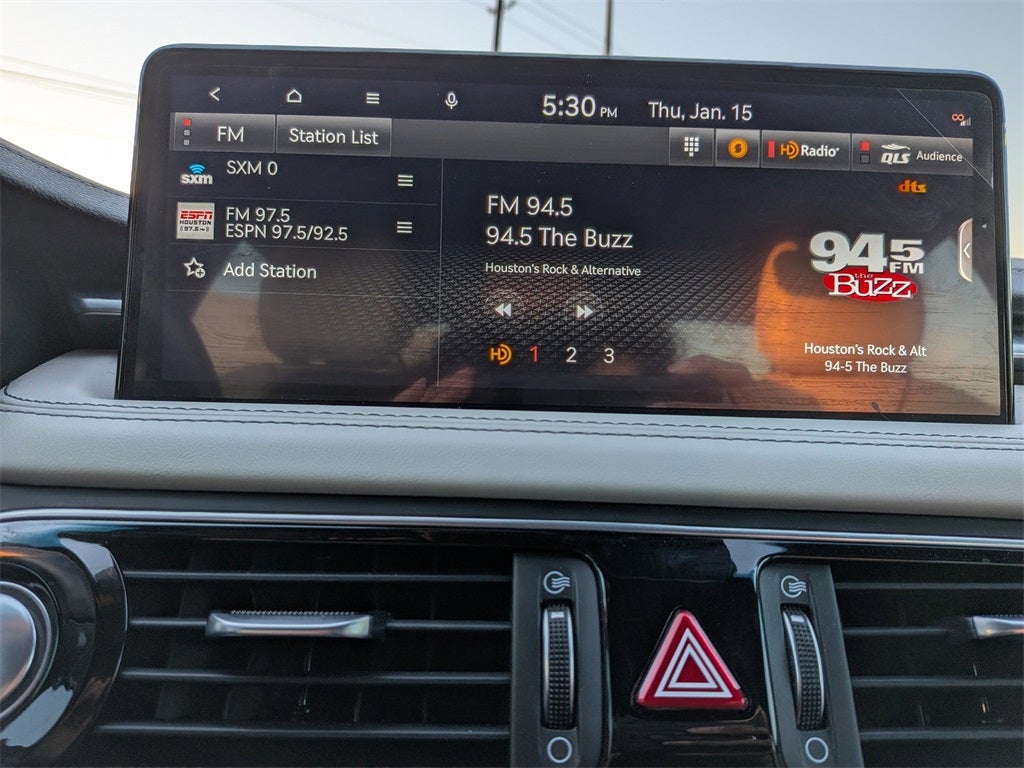 5:30 PM
Thu, Jan. 15
FM
Station List
HD Radio
QLS Audience
sxm
SXM 0
ESPN
HOUSTON
97.5 FM
FM 97.5
ESPN 97.5/92.5
Add Station
dts
FM 94.5
94.5 The Buzz
Houston's Rock & Alternative
HD 1 2 3
94.5
FM
the
Buzz
Houston's Rock & Alt
94-5 The Buzz